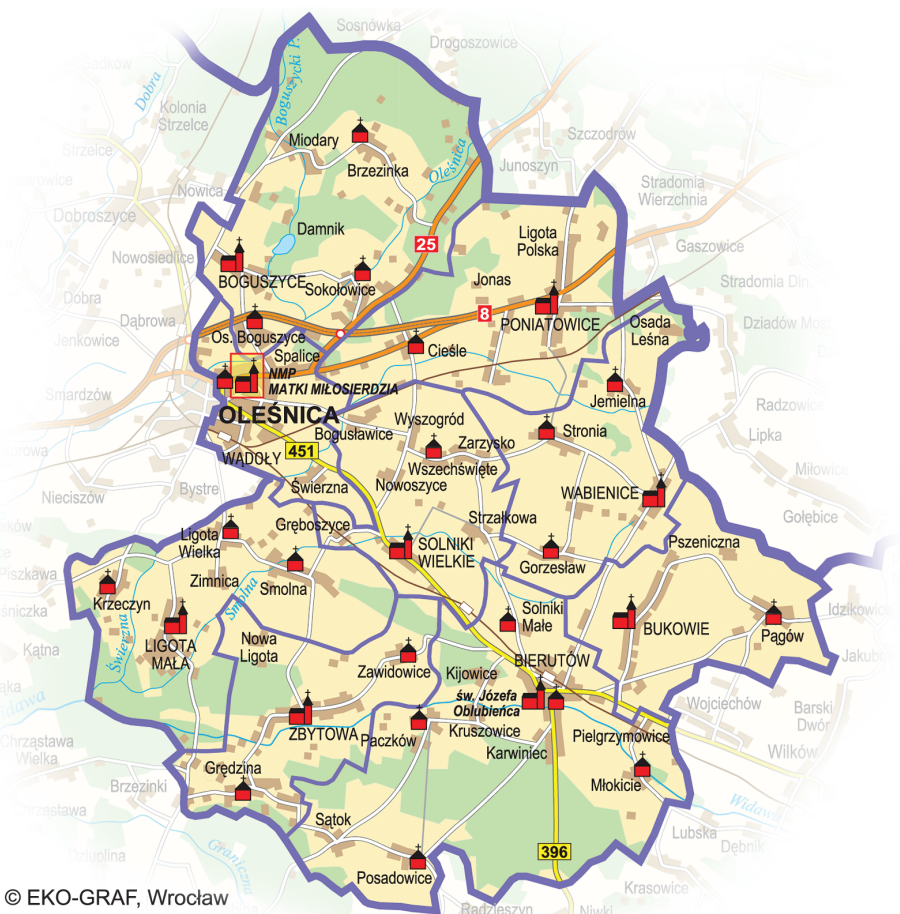 Sosnówka
Drogoszowice
Sadków
Dobra
Boguszycki P.
Kolonia
Strzelce
Szczodrów
Miodary
Strzelce
Brzezinka
Oleśnica
Junoszyn
Nowica
Stradomia
Wierzchnia
Dobroszyce
Damnik
Ligota
Polska
25
Gaszowice
Nowosiedlice
BOGUSZYCE
Sokołowice
Jonas
Stradomia Dln.
Dobra
8
Dąbrowa
Os. Boguszyce
PONIATOWICE
Osada
Leśna
Dziadów Most
Jenkowice
Spalice
Cieśle
NMP
MATKI MIŁOSIERDZIA
Smardzów
Jemielna
Radzowice
OLEŚNICA
Wyszogród
Bogusławice
Zarzysko
Stronia
Lipka
WĄDOŁY
451
Wszechświęte
Miłowice
Nowoszyce
Bystre
Świerzna
WABIENICE
Nieciszów
Gołębice
Ligota
Wielka
Gręboszyce
Strzałkowa
SOLNIKI
WIELKIE
Pszeniczna
Gorzesław
Piszkawa
Zimnica
Smolna
Smolna
Krzeczyn
Solniki
Małe
Idzikowice
Świerzna
LIGOTA
MAŁA
BUKOWIE
Pągów
Nowa
Ligota
Kątna
Zawidowice
Kijowice
BIERUTÓW
Widawa
św. Józefa
Oblubieńca
Wojciechów
Barski
Dwór
Chrząstawa
Wielka
ZBYTOWA
Paczków
Kruszowice
Pielgrzymowice
Karwiniec
Wilków
Grędzina
Młokicie
Brzezinki
Widawa
Sątok
Lubska
Dębnik
Graniczna
396
Posadowice
Krasowice
© EKO-GRAF, Wrocław
Radzieszyn
Niwki